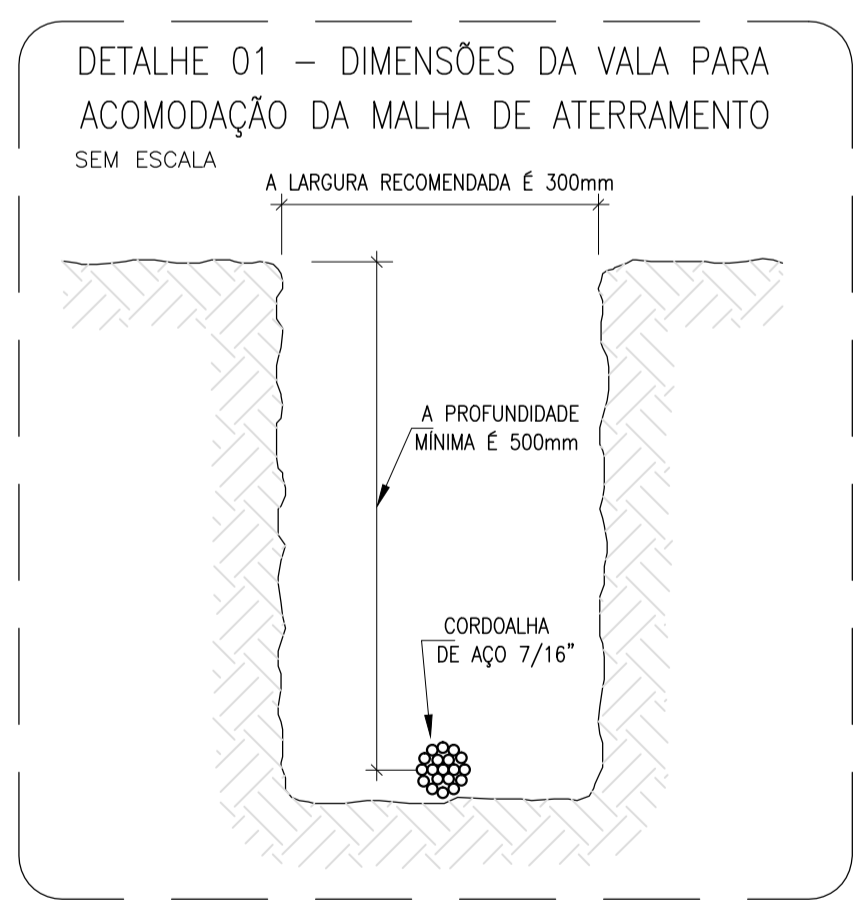 DETALHE 01 – DIMENSÕES DA VALA PARA
ACOMODAÇÃO DA MALHA DE ATERRAMENTO
SEM ESCALA
A LARGURA RECOMENDADA É 300mm
A PROFUNDIDADE
MÍNIMA É 500mm
CORDOALHA
DE AÇO 7/16"